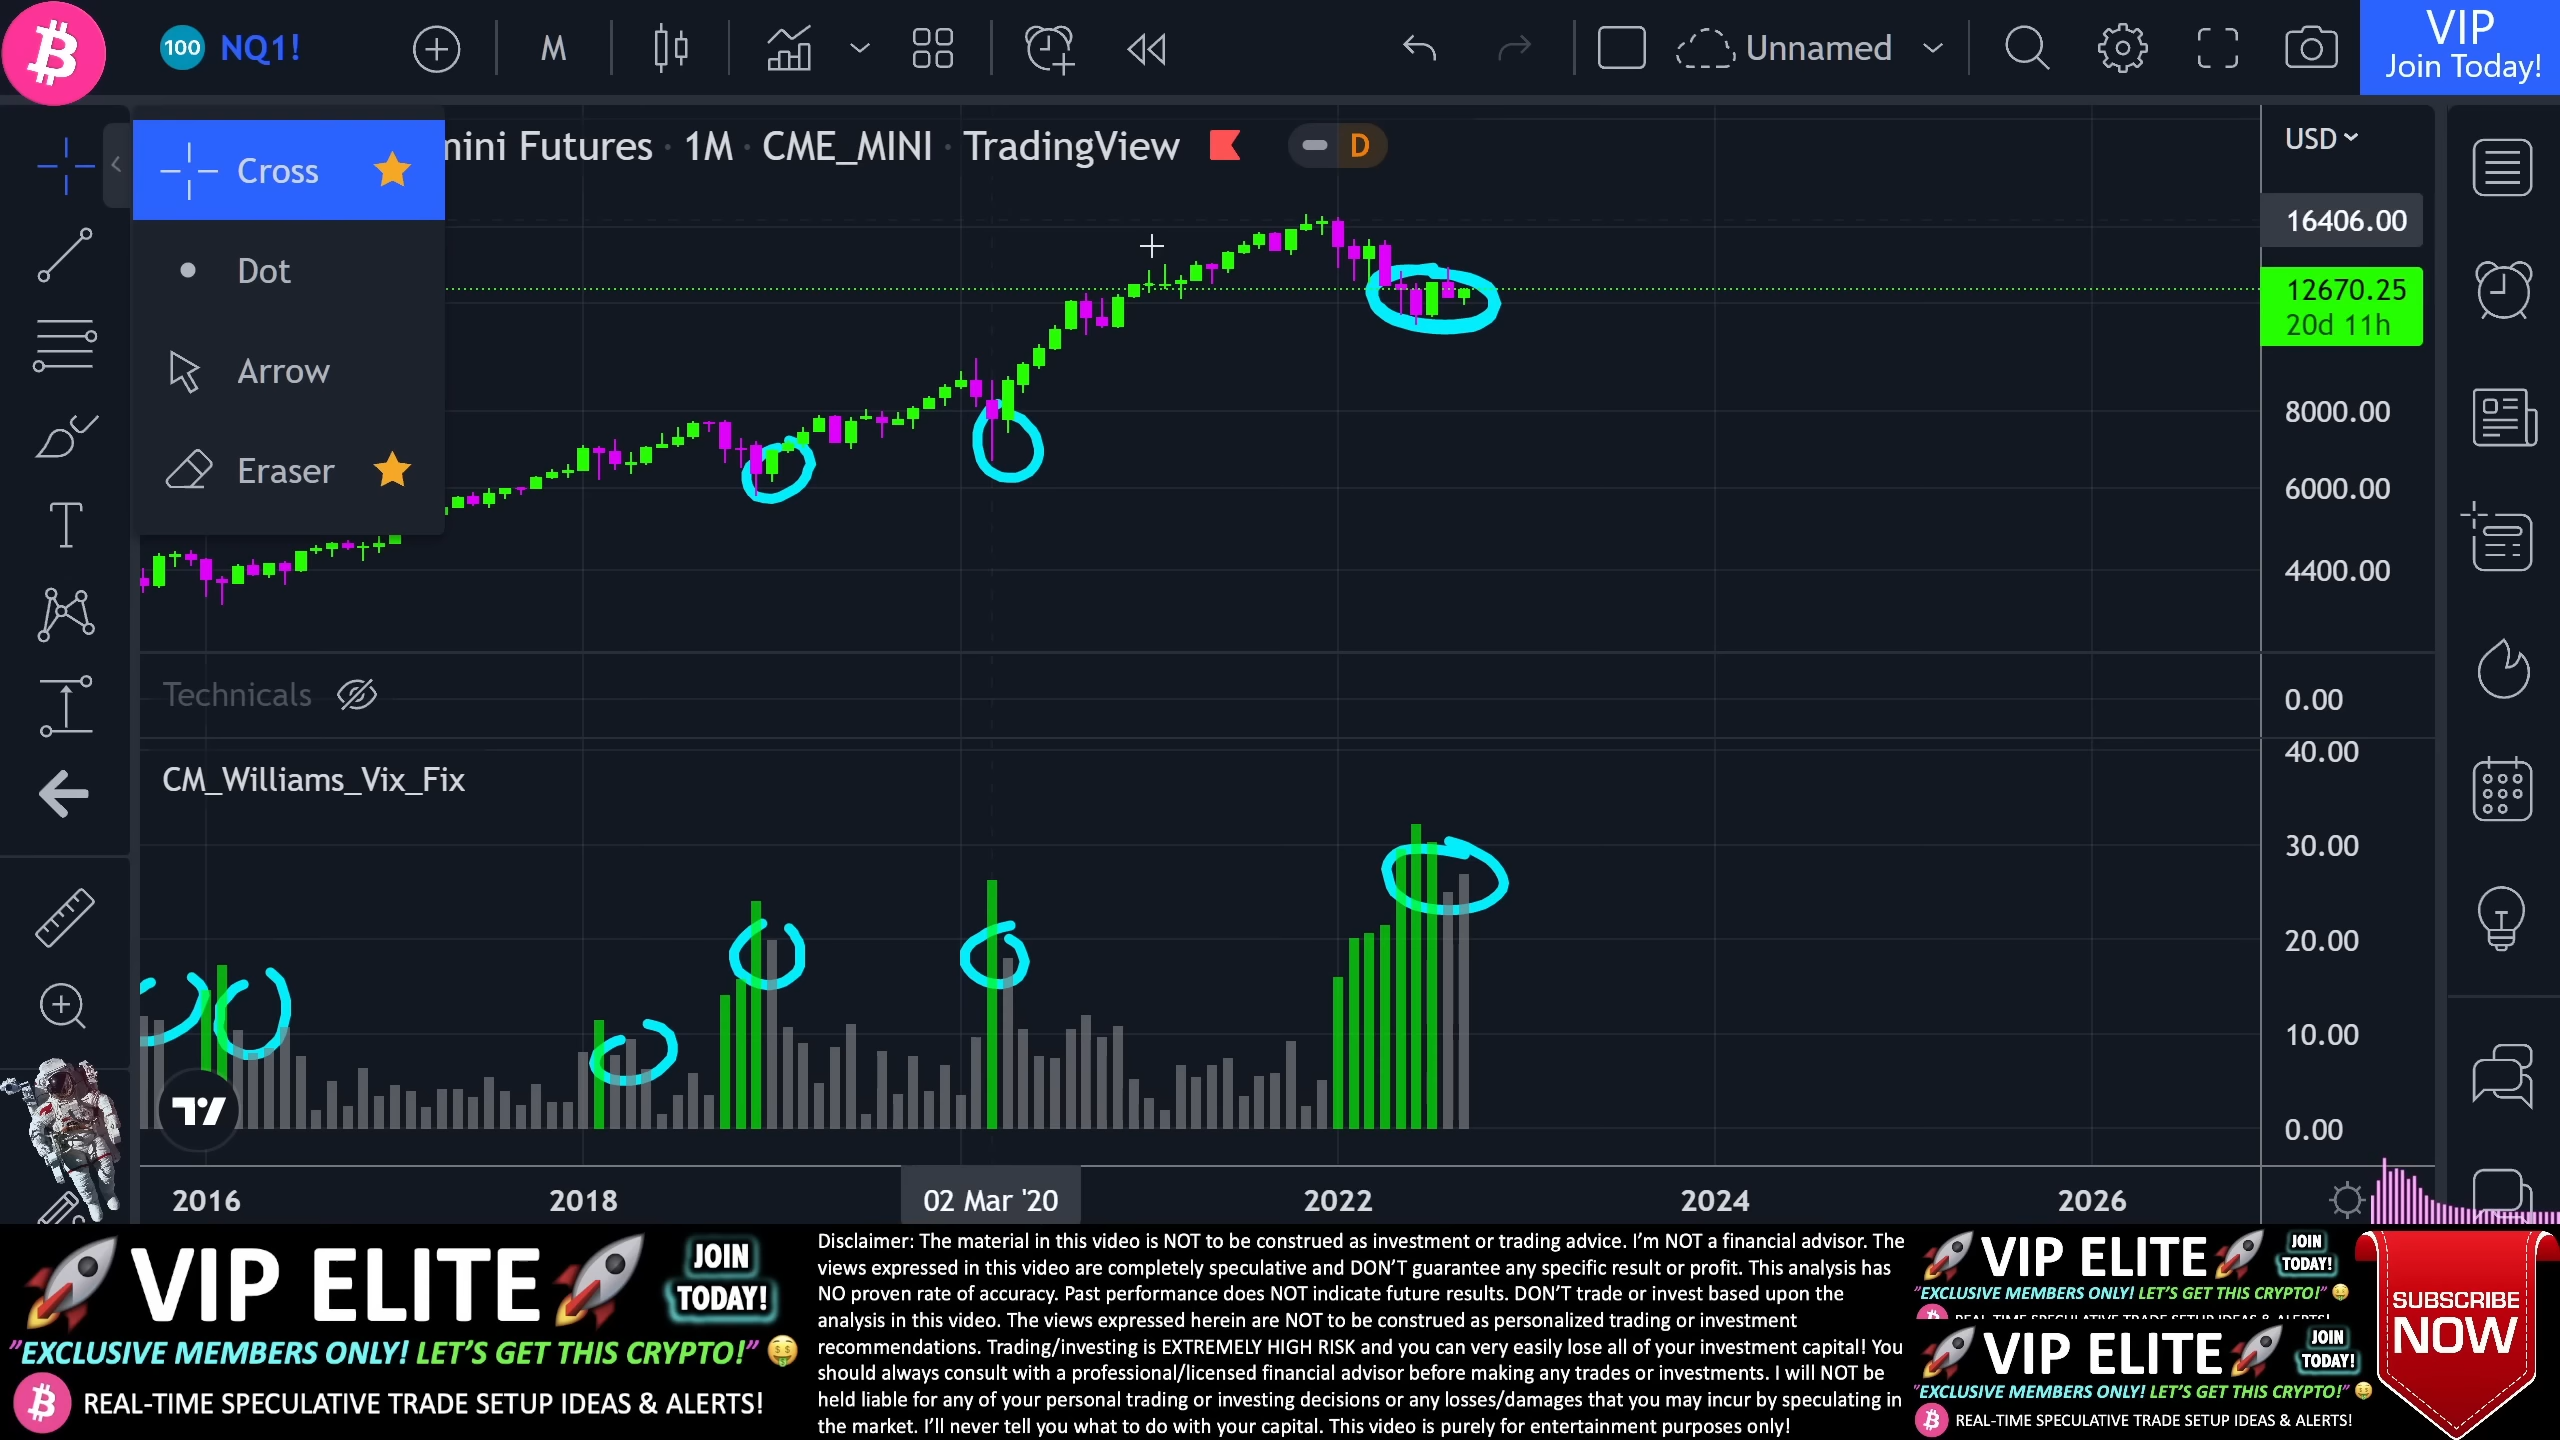 100 NQ1!
M
Unnamed
VIP
Join Today!
Cross
Dot
Arrow
Eraser
mini Futures · 1M · CME_MINI · TradingView
D
USD
16406.00
12670.25
20d 11h
8000.00
6000.00
4400.00
Technicals
0.00
CM_Williams_Vix_Fix
40.00
30.00
20.00
10.00
0.00
2016
2018
02 Mar '20
2022
2024
2026
VIP ELITE
JOIN
TODAY!
"EXCLUSIVE MEMBERS ONLY! LET'S GET THIS CRYPTO!"
REAL-TIME SPECULATIVE TRADE SETUP IDEAS & ALERTS!
Disclaimer: The material in this video is NOT to be construed as investment or trading advice. I'm NOT a financial advisor. The
views expressed in this video are completely speculative and DON'T guarantee any specific result or profit. This analysis has
NO proven rate of accuracy. Past performance does NOT indicate future results. DON'T trade or invest based upon the
analysis in this video. The views expressed herein are NOT to be construed as personalized trading or investment
recommendations. Trading/investing is EXTREMELY HIGH RISK and you can very easily lose all of your investment capital! You
should always consult with a professional/licensed financial advisor before making any trades or investments. I will NOT be
held liable for any of your personal trading or investing decisions or any losses/damages that you may incur by speculating in
the market. I'll never tell you what to do with your capital. This video is purely for entertainment purposes only!
VIP ELITE
JOIN
TODAY!
"EXCLUSIVE MEMBERS ONLY! LET'S GET THIS CRYPTO!"
VIP ELITE
JOIN
TODAY!
"EXCLUSIVE MEMBERS ONLY! LET'S GET THIS CRYPTO!"
REAL-TIME SPECULATIVE TRADE SETUP IDEAS & ALERTS!
SUBSCRIBE
NOW